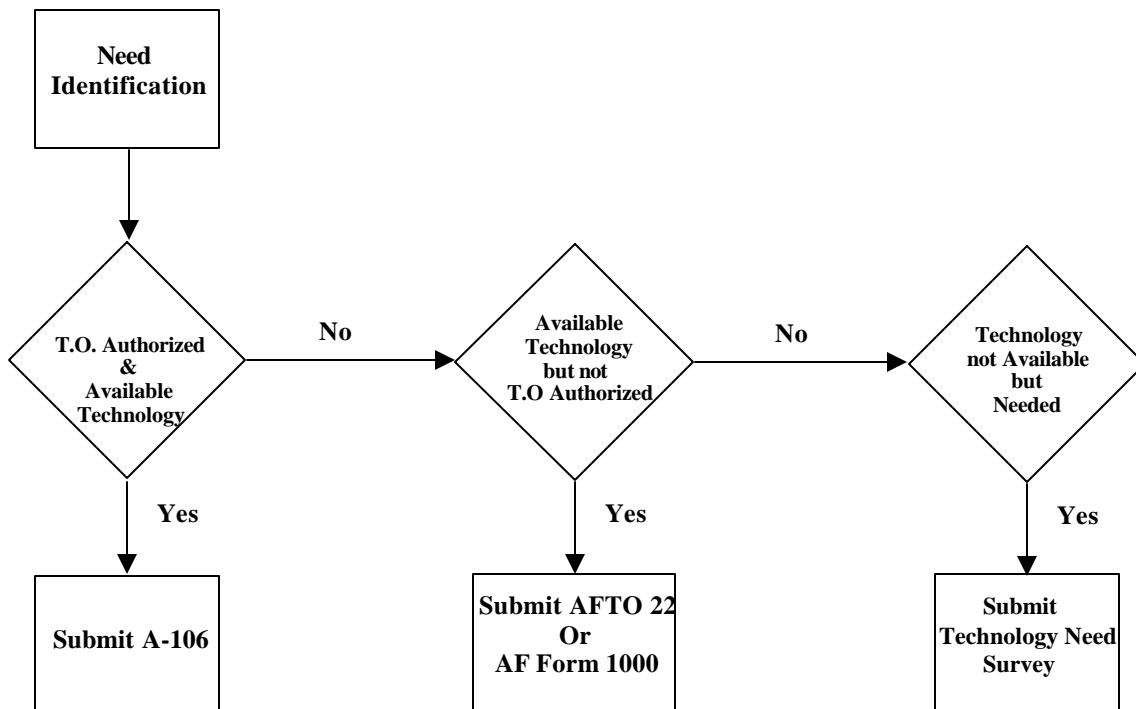 Need
Identification
T.O. Authorized
&
Available
Technology
No
Available
Technology
but not
T.O Authorized
No
Technology
not Available
but
Needed
Yes
Yes
Yes
Submit A-106
Submit AFTO 22
Or
AF Form 1000
Submit
Technology Need
Survey